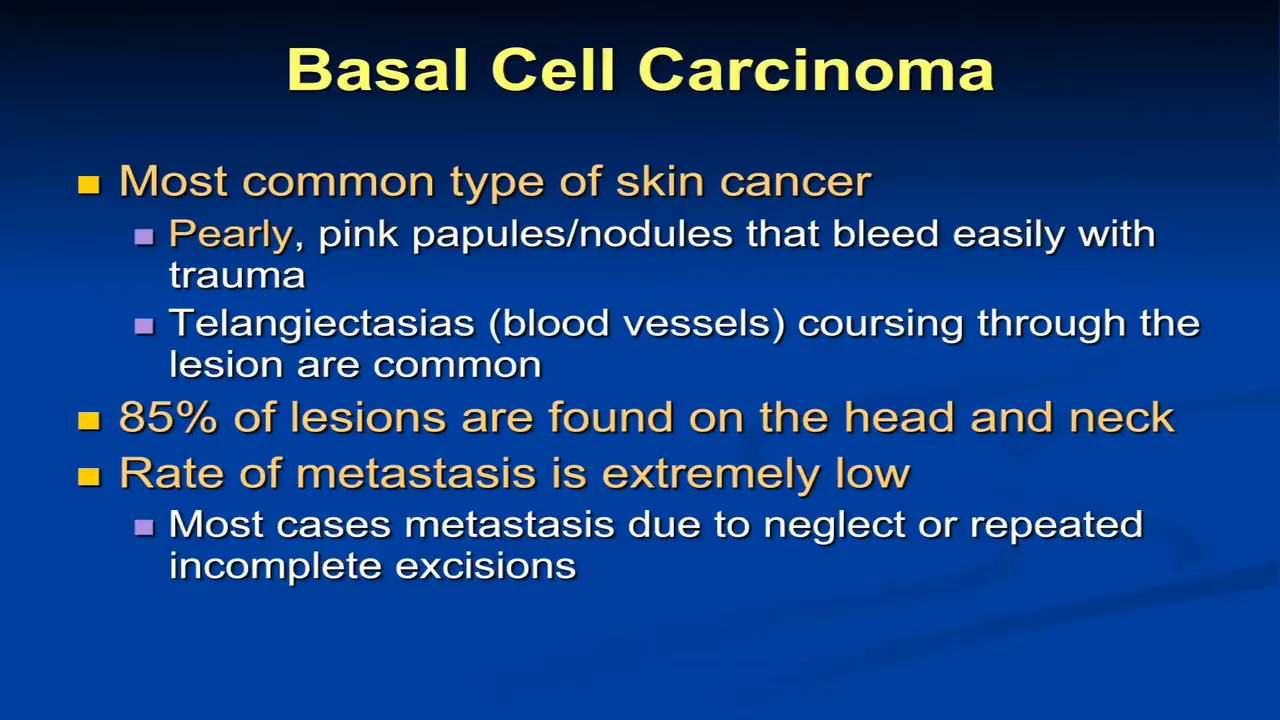 Basal Cell Carcinoma
Most common type of skin cancer
Pearly, pink papules/nodules that bleed easily with
trauma
Telangiectasias (blood vessels) coursing through the
lesion are common
85% of lesions are found on the head and neck
Rate of metastasis is extremely low
Most cases metastasis due to neglect or repeated
incomplete excisions